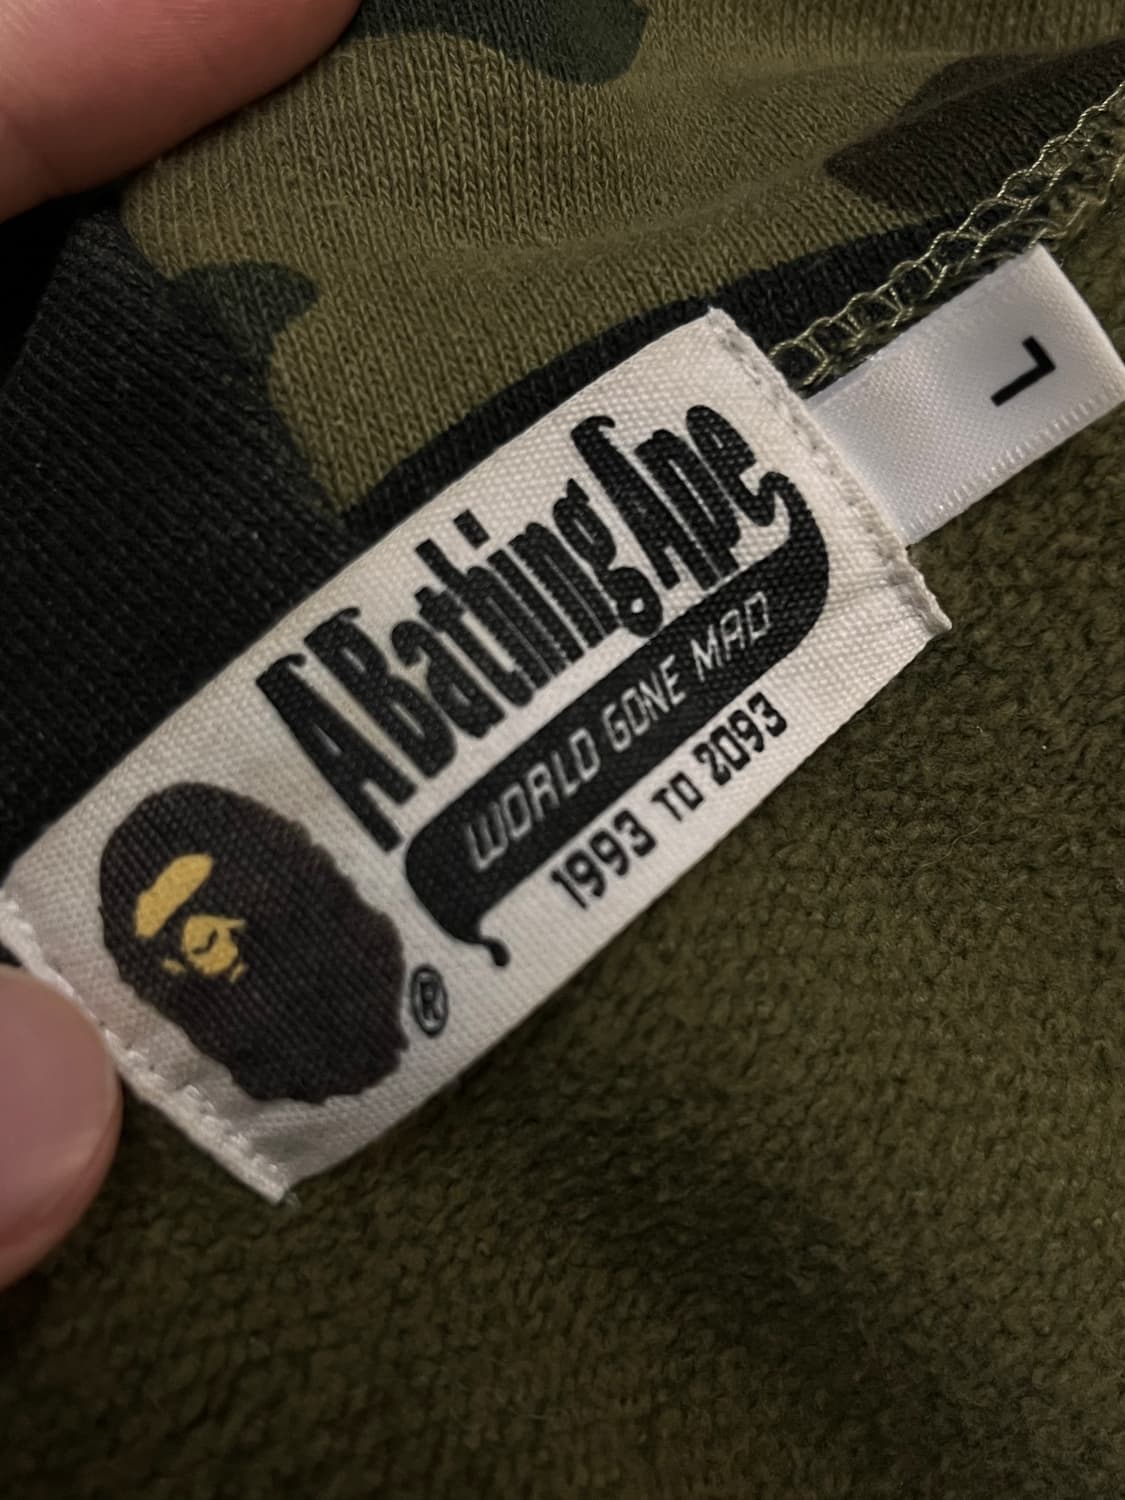 A Bathing Ape
WORLD GONE MAD
1993 TO 2093
®
L